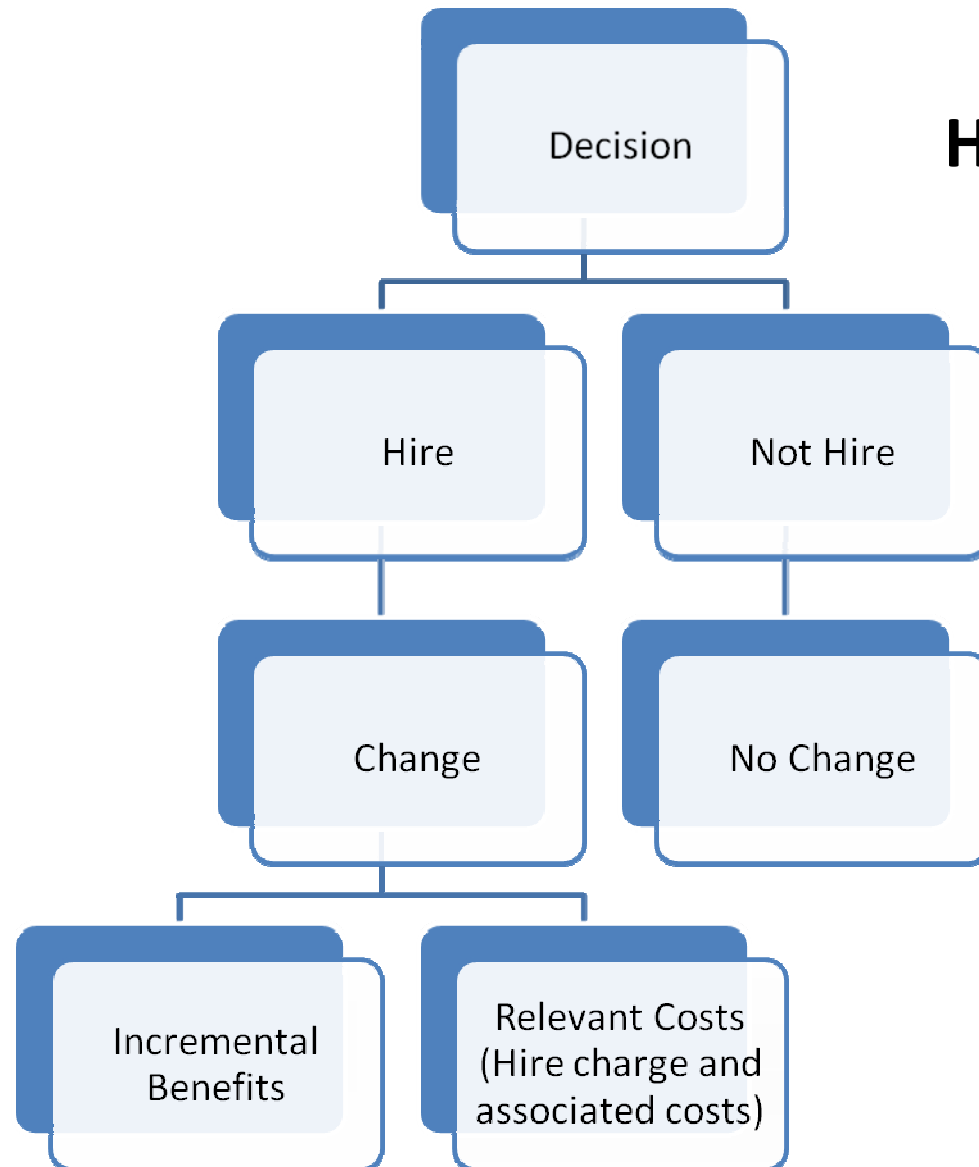 Decision
H
Hire
Not Hire
Change
No Change
Incremental
Benefits
Relevant Costs
(Hire charge and
associated costs)